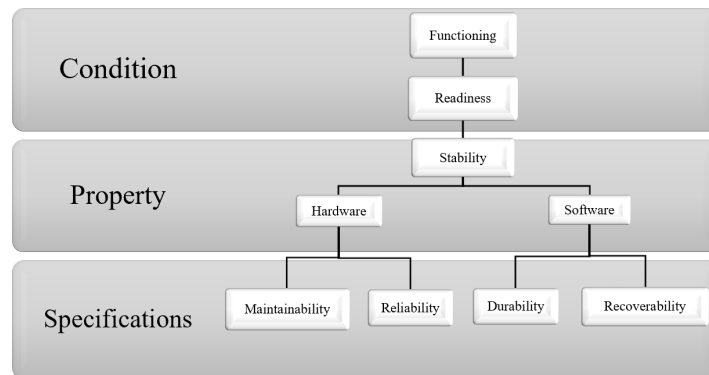 Condition
Functioning
Readiness
Property
Stability
Hardware
Software
Specifications
Maintainability
Reliability
Durability
Recoverability